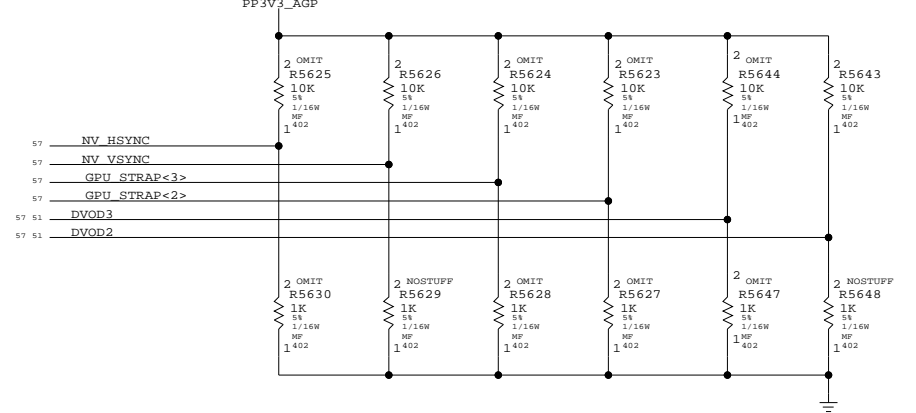 PP3V3_AGP
2 OMIT
R5625
10K
5%
1/16W
MF
1 402
2
R5626
10K
5%
1/16W
MF
1 402
2 OMIT
R5624
10K
5%
1/16W
MF
1 402
2 OMIT
R5623
10K
5%
1/16W
MF
1 402
2 OMIT
R5644
10K
5%
1/16W
MF
1 402
2
R5643
10K
5%
1/16W
MF
1 402
57 NV_HSYNC
57 NV_VSYNC
57 GPU_STRAP<3>
57 GPU_STRAP<2>
57 51 DVOD3
57 51 DVOD2
2 OMIT
R5630
1K
5%
1/16W
MF
1 402
2 NOSTUFF
R5629
1K
5%
1/16W
MF
1 402
2 OMIT
R5628
1K
5%
1/16W
MF
1 402
2 OMIT
R5627
1K
5%
1/16W
MF
1 402
2 OMIT
R5647
1K
5%
1/16W
MF
1 402
2 NOSTUFF
R5648
1K
5%
1/16W
MF
1 402